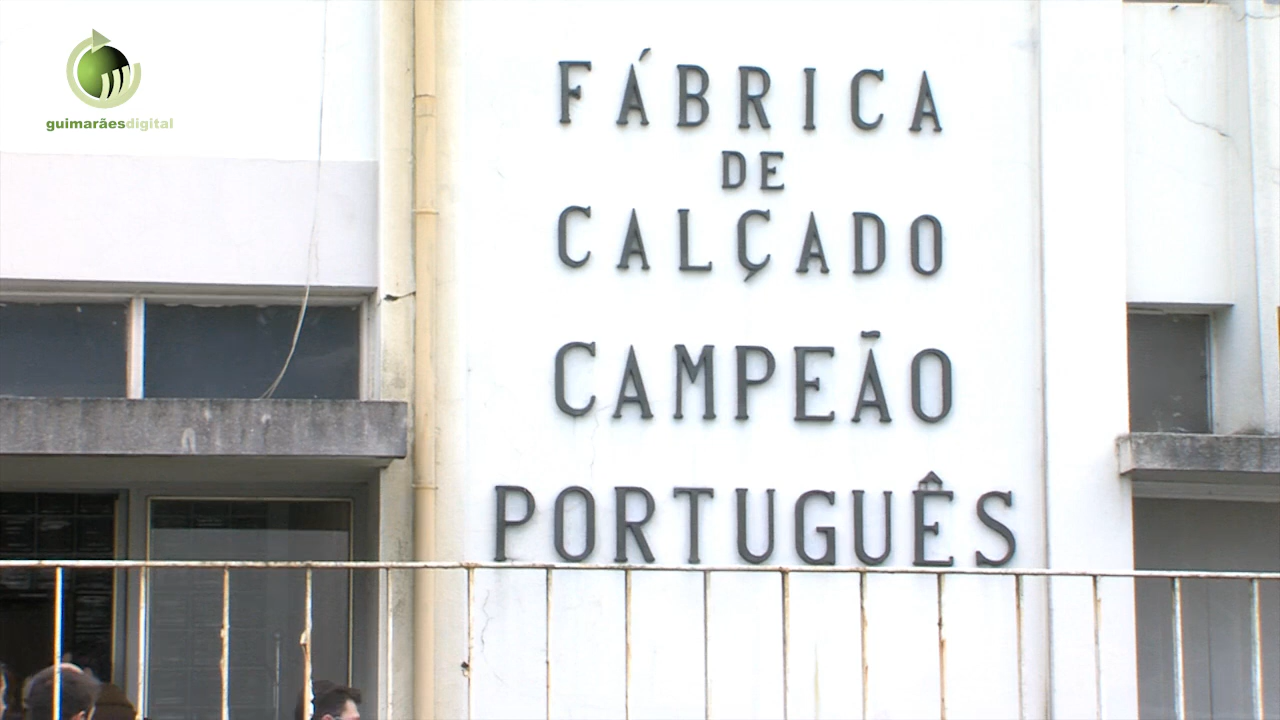 guimarãesdigital
FÁBRICA
DE
CALÇADO
CAMPEÃO
PORTUGUÊS